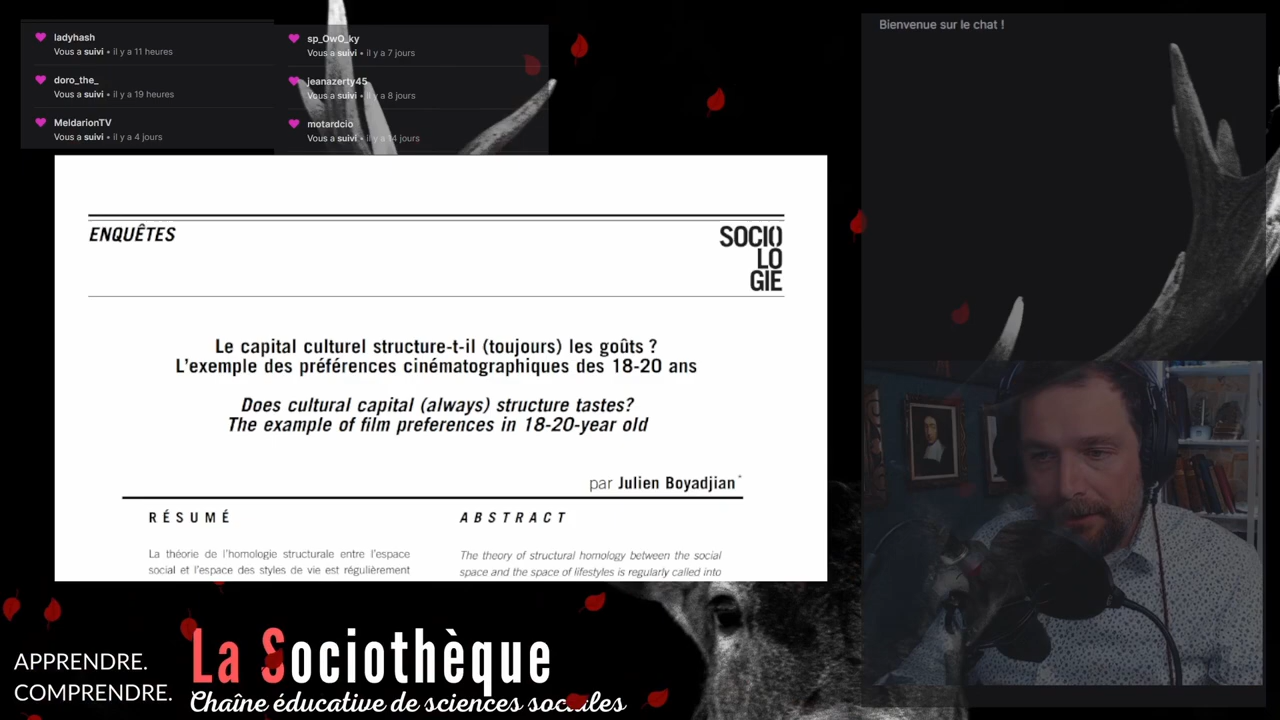 ladyhash
Vous a suivi • il y a 11 heures
doro_the_
Vous a suivi • il y a 19 heures
MeldarionTV
Vous a suivi • il y a 4 jours
sp_OwO_ky
Vous a suivi • il y a 7 jours
jeanazerty45
Vous a suivi • il y a 8 jours
motardcio
Vous a suivi • il y a 14 jours
Bienvenue sur le chat !
ENQUÊTES
SOCIO
LO
GIE
Le capital culturel structure-t-il (toujours) les goûts ?
L'exemple des préférences cinématographiques des 18-20 ans
Does cultural capital (always) structure tastes?
The example of film preferences in 18-20-year old
par Julien Boyadjian*
RÉSUMÉ
La théorie de l'homologie structurale entre l'espace
social et l'espace des styles de vie est régulièrement
ABSTRACT
The theory of structural homology between the social
space and the space of lifestyles is regularly called into
APPRENDRE.
COMPRENDRE.
La Sociothèque
Chaîne éducative de sciences sociales